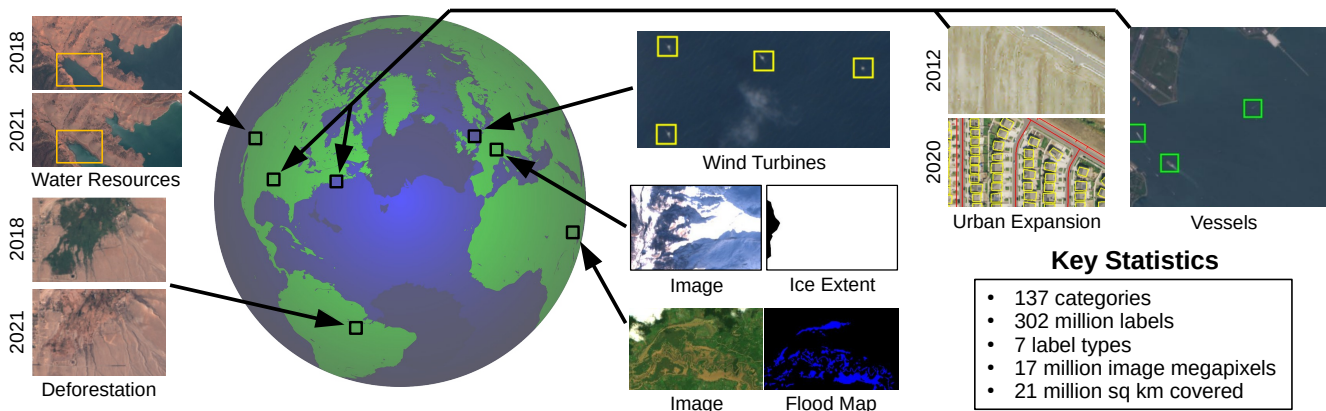 2018
2021
Water Resources
2018
2021
Deforestation
Wind Turbines
Image
Ice Extent
Image
Flood Map
2012
2020
Urban Expansion
Vessels
Key Statistics
• 137 categories
• 302 million labels
• 7 label types
• 17 million image megapixels
• 21 million sq km covered